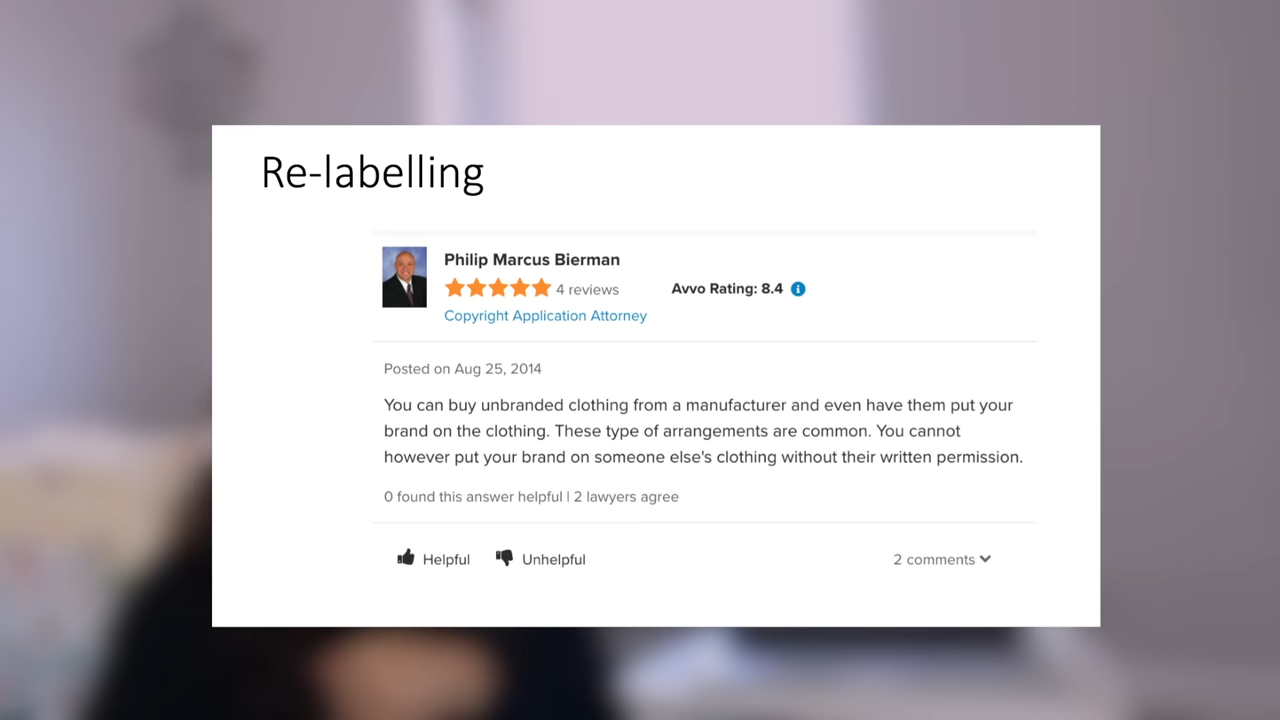 Re-labelling
Philip Marcus Bierman
4 reviews
Avvo Rating: 8.4
Copyright Application Attorney
Posted on Aug 25, 2014
You can buy unbranded clothing from a manufacturer and even have them put your
brand on the clothing. These type of arrangements are common. You cannot
however put your brand on someone else's clothing without their written permission.
0 found this answer helpful | 2 lawyers agree
Helpful
Unhelpful
2 comments